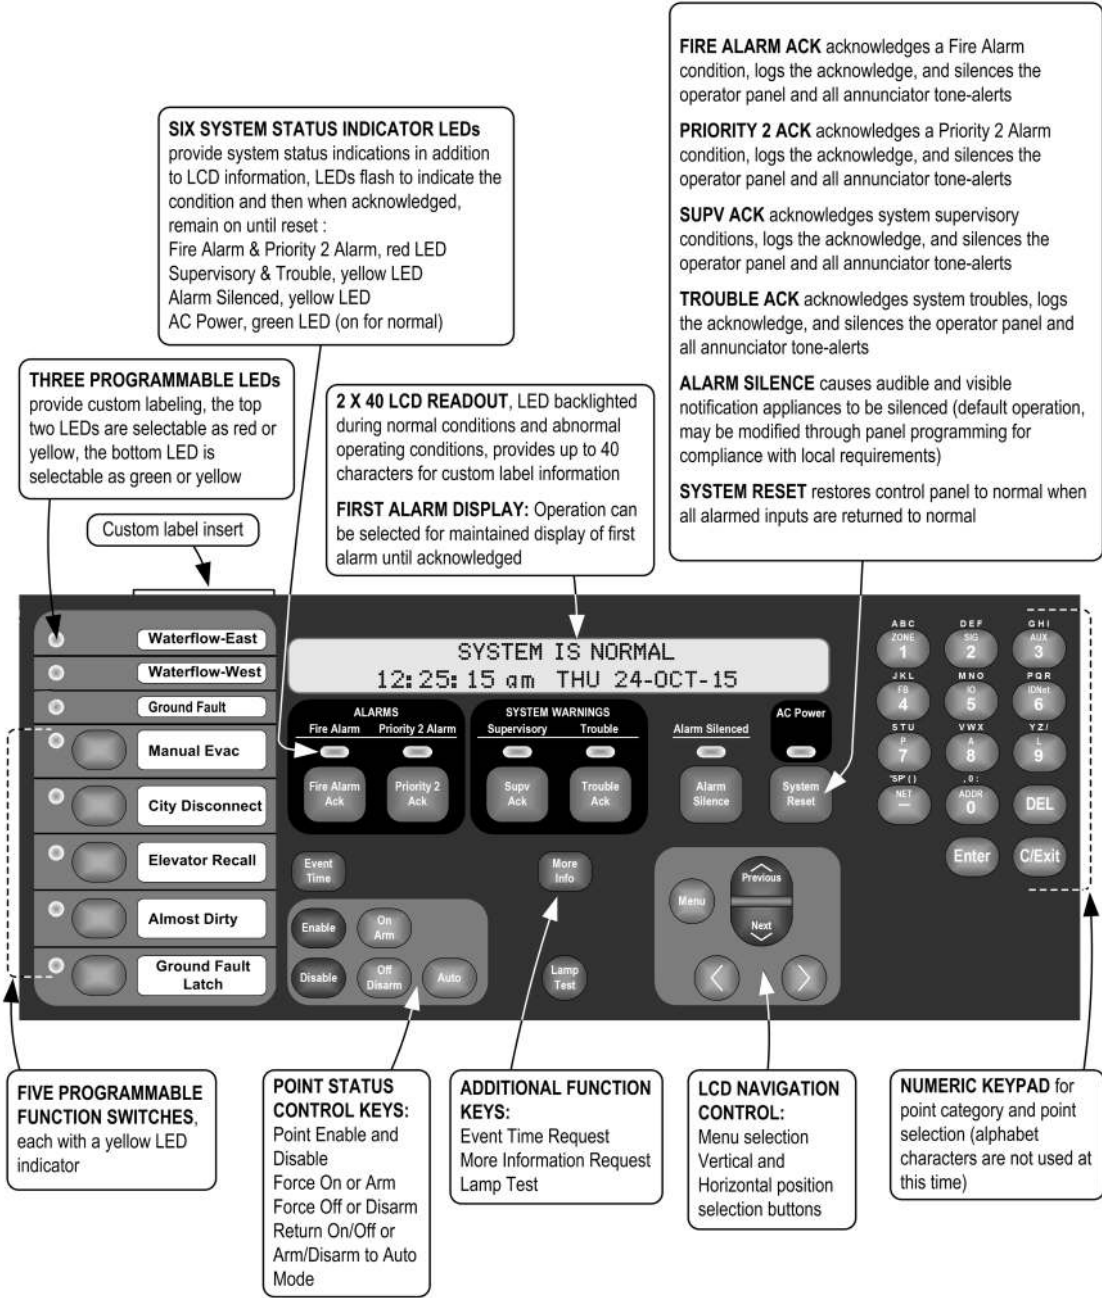 FIRE ALARM ACK acknowledges a Fire Alarm
condition, logs the acknowledge, and silences the
operator panel and all annunciator tone-alerts
PRIORITY 2 ACK acknowledges a Priority 2 Alarm
condition, logs the acknowledge, and silences the
operator panel and all annunciator tone-alerts
SUPV ACK acknowledges system supervisory
conditions, logs the acknowledge, and silences the
operator panel and all annunciator tone-alerts
TROUBLE ACK acknowledges system troubles, logs
the acknowledge, and silences the operator panel and
all annunciator tone-alerts
ALARM SILENCE causes audible and visible
notification appliances to be silenced (default operation,
may be modified through panel programming for
compliance with local requirements)
SYSTEM RESET restores control panel to normal when
all alarmed inputs are returned to normal
SIX SYSTEM STATUS INDICATOR LEDs
provide system status indications in addition
to LCD information, LEDs flash to indicate the
condition and then when acknowledged,
remain on until reset :
Fire Alarm & Priority 2 Alarm, red LED
Supervisory & Trouble, yellow LED
Alarm Silenced, yellow LED
AC Power, green LED (on for normal)
THREE PROGRAMMABLE LEDs
provide custom labeling, the top
two LEDs are selectable as red or
yellow, the bottom LED is
selectable as green or yellow
2 X 40 LCD READOUT, LED backlighted
during normal conditions and abnormal
operating conditions, provides up to 40
characters for custom label information
FIRST ALARM DISPLAY: Operation can
be selected for maintained display of first
alarm until acknowledged
Custom label insert
Waterflow-East
Waterflow-West
Ground Fault
Manual Evac
City Disconnect
Elevator Recall
Almost Dirty
Ground Fault
Latch
SYSTEM IS NORMAL
12:25:15 am THU 24-OCT-15
ALARMS
Fire Alarm Priority 2 Alarm
Fire Alarm
Ack
Priority 2
Ack
SYSTEM WARNINGS
Supervisory Trouble
Supv
Ack
Trouble
Ack
Alarm Silenced
Alarm
Silence
AC Power
System
Reset
Event
Time
More
Info
Enable
On
Arm
Disable
Off
Disarm
Auto
Lamp
Test
Menu
Previous
Next
ABC DEF GHI
ZONE SIG AUX
1 2 3
JKL MNO PQR
FB IO IDNet
4 5 6
STU VWX YZ/
P A L
7 8 9
'SP' ( ) , 0 :
NET ADDR
— 0 DEL
Enter C/Exit
FIVE PROGRAMMABLE
FUNCTION SWITCHES,
each with a yellow LED
indicator
POINT STATUS
CONTROL KEYS:
Point Enable and
Disable
Force On or Arm
Force Off or Disarm
Return On/Off or
Arm/Disarm to Auto
Mode
ADDITIONAL FUNCTION
KEYS:
Event Time Request
More Information Request
Lamp Test
LCD NAVIGATION
CONTROL:
Menu selection
Vertical and
Horizontal position
selection buttons
NUMERIC KEYPAD for
point category and point
selection (alphabet
characters are not used at
this time)